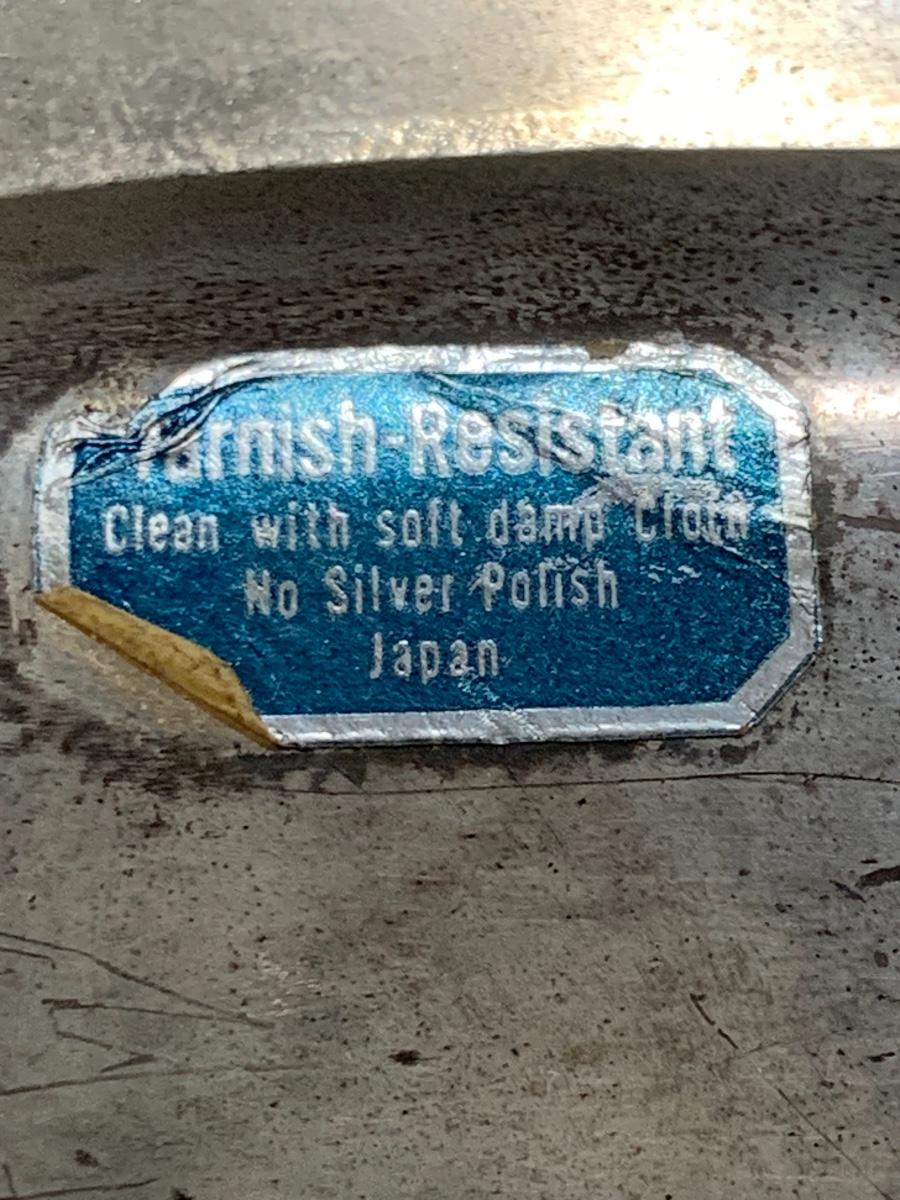 Tarnish-Resistant
Clean with soft damp Cloth
No Silver Polish
Japan